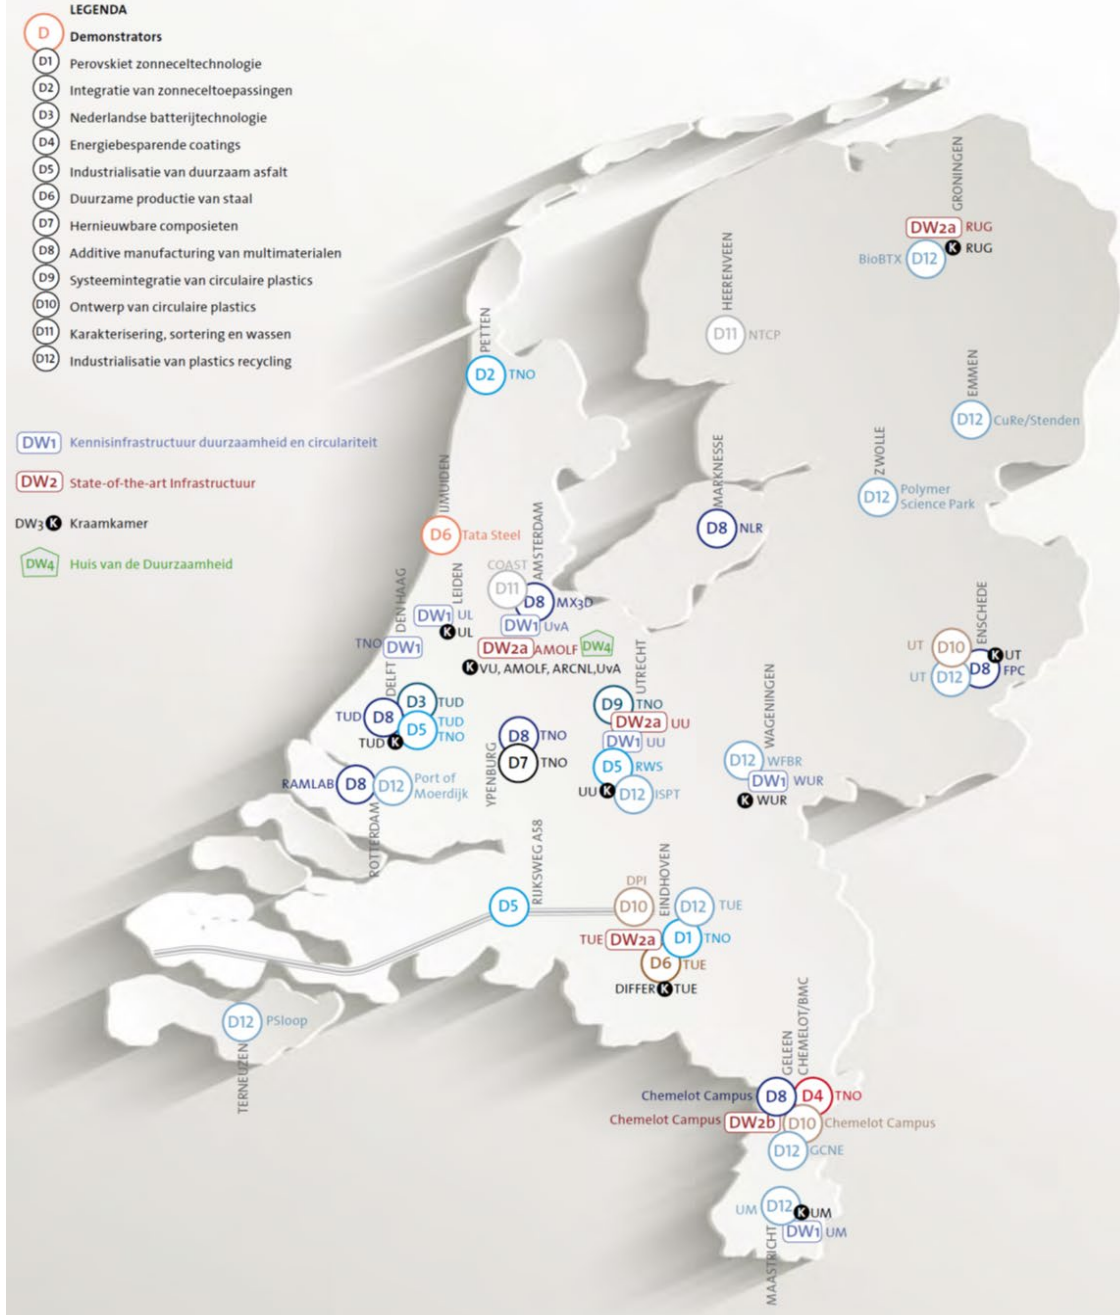 LEGENDA
D Demonstrators
D1 Perovskiet zonneceltechnologie
D2 Integratie van zonneceltoepassingen
D3 Nederlandse batterijtechnologie
D4 Energiebesparende coatings
D5 Industrialisatie van duurzaam asfalt
D6 Duurzame productie van staal
D7 Hernieuwbare composieten
D8 Additive manufacturing van multimaterialen
D9 Systeemintegratie van circulaire plastics
D10 Ontwerp van circulaire plastics
D11 Karakterisering, sortering en wassen
D12 Industrialisatie van plastics recycling
DW1 Kennisinfrastructuur duurzaamheid en circulariteit
DW2 State-of-the-art Infrastructuur
DW3 K Kraamkamer
DW4 Huis van de Duurzaamheid
GRONINGEN
DW2a RUG
K RUG
BioBTX D12
HEERENVEEN
D11 NTCP
PETTEN
D2 TNO
EMMEN
D12 CuRe/Stenden
ZWOLLE
D12 Polymer
Science Park
MARKNESSE
D8 NLR
IJMUIDEN
D6 Tata Steel
AMSTERDAM
COAST
D11
D8 MX3D
DW1 UvA
DW2a AMOLF DW4
K VU, AMOLF, ARCNL,UvA
LEIDEN
DW1 UL
K UL
DEN HAAG
TNO DW1
DELFT
D3 TUD
TUD D8
D5 TUD
TNO
TUD K
ENSCHEDE
UT D10
K UT
D8 FPC
UT D12
UTRECHT
D9 TNO
DW2a UU
DW1 UU
D5 RWS
UU K D12 ISPT
WAGENINGEN
D12 WFBR
DW1 WUR
K WUR
YPENBURG
D8 TNO
D7 TNO
RAMLAB D8 D12 Port of
Moerdijk
ROTTERDAM
RIJKSWEG A58
D5
EINDHOVEN
DPI
D10
D12 TUE
TUE DW2a D1 TNO
D6 TUE
DIFFER K TUE
D12 PSloop
TERNEUZEN
GELEEN
CHEMELOT/BMC
Chemelot Campus D8 D4 TNO
Chemelot Campus DW2b D10 Chemelot Campus
D12 GCNE
UM D12 K UM
DW1 UM
MAASTRICHT